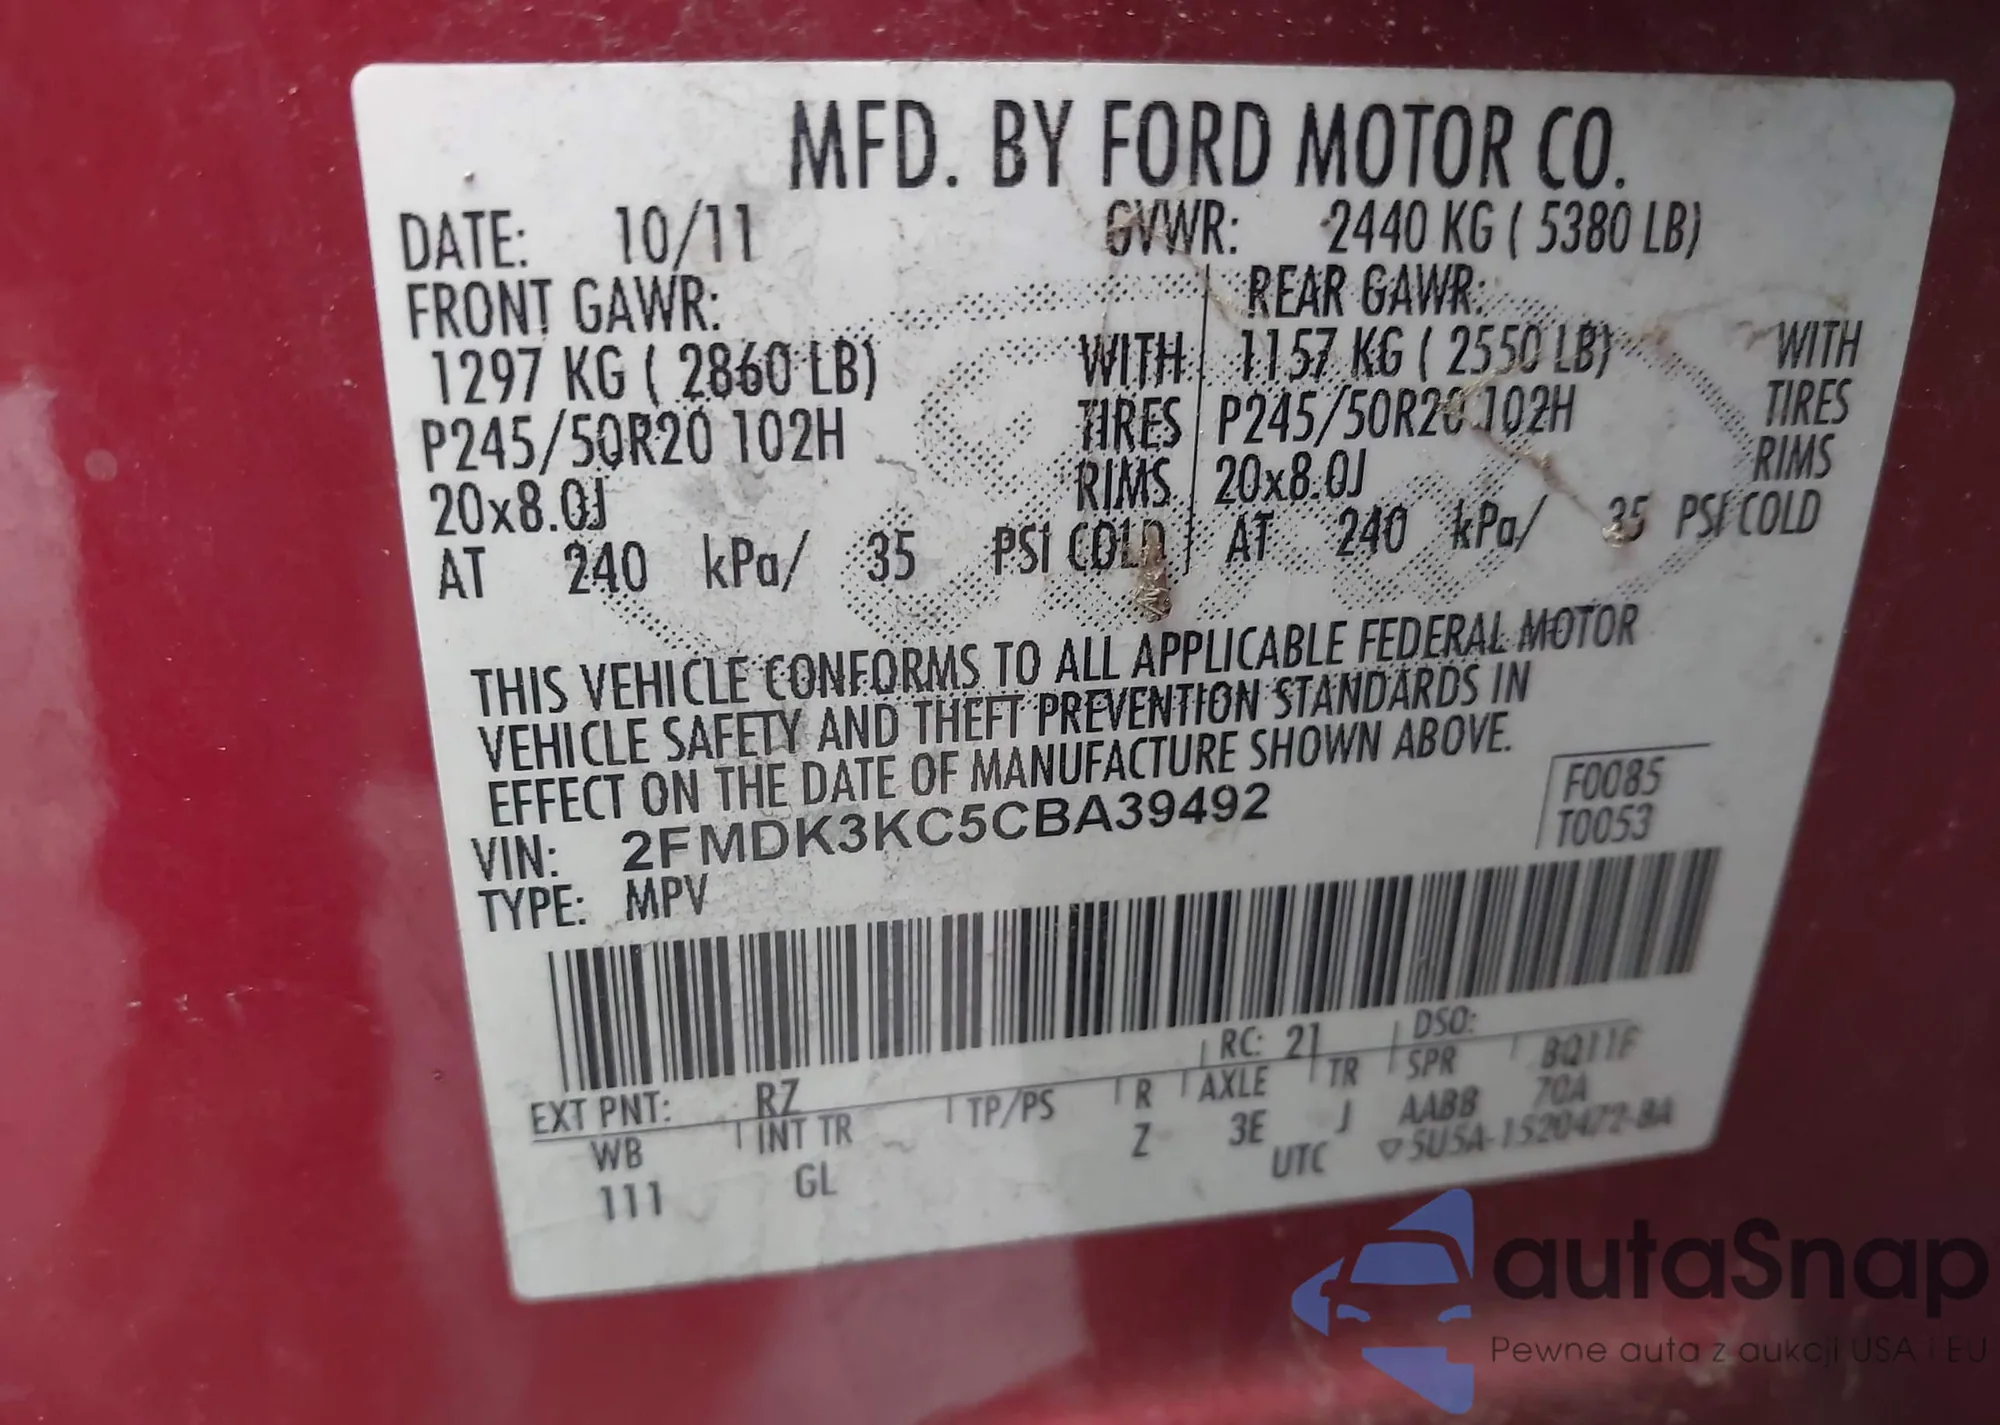 MFD. BY FORD MOTOR CO.
DATE: 10/11 GVWR: 2440 KG ( 5380 LB)
FRONT GAWR: REAR GAWR:
1297 KG ( 2860 LB) WITH 1157 KG ( 2550 LB) WITH
P245/50R20 102H TIRES P245/50R20 102H TIRES
20x8.0J RIMS 20x8.0J RIMS
AT 240 kPa/ 35 PSI COLD AT 240 kPa/ 35 PSI COLD
THIS VEHICLE CONFORMS TO ALL APPLICABLE FEDERAL MOTOR
VEHICLE SAFETY AND THEFT PREVENTION STANDARDS IN
EFFECT ON THE DATE OF MANUFACTURE SHOWN ABOVE.
F0085
VIN: 2FMDK3KC5CBA39492 T0053
TYPE: MPV
EXT PNT: RZ RC: 21 DSO:
WB INT TR TP/PS R AXLE TR SPR BQ11F
111 GL Z 3E J AABB 70A
UTC ▽5U5A-1520472-BA
autaSnap
Pewne auta z aukcji USA i EU